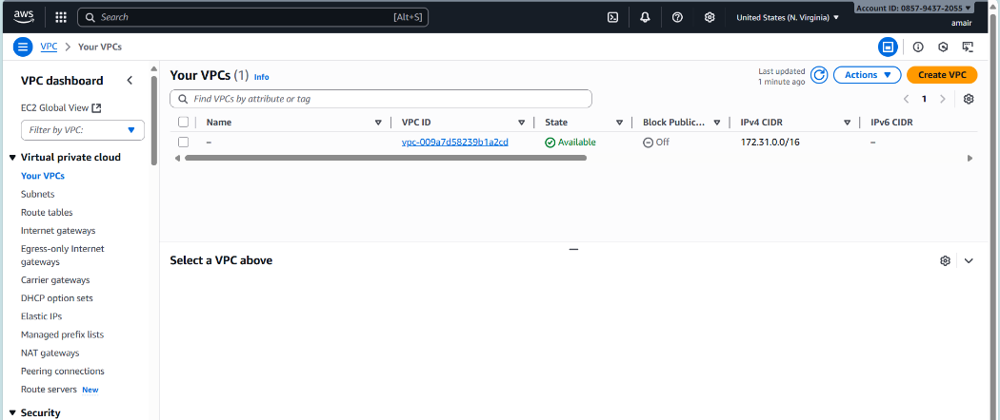 aws
Search [Alt+S]
United States (N. Virginia)
Account ID: 0857-9437-2055
amair
VPC > Your VPCs
VPC dashboard
EC2 Global View
Filter by VPC:
Virtual private cloud
Your VPCs
Subnets
Route tables
Internet gateways
Egress-only Internet
gateways
Carrier gateways
DHCP option sets
Elastic IPs
Managed prefix lists
NAT gateways
Peering connections
Route servers New
Security
Your VPCs (1) Info
Last updated
1 minute ago
Actions
Create VPC
Find VPCs by attribute or tag
1
Name VPC ID State Block Public... IPv4 CIDR IPv6 CIDR
– vpc-009a7d58239b1a2cd Available Off 172.31.0.0/16 –
Select a VPC above